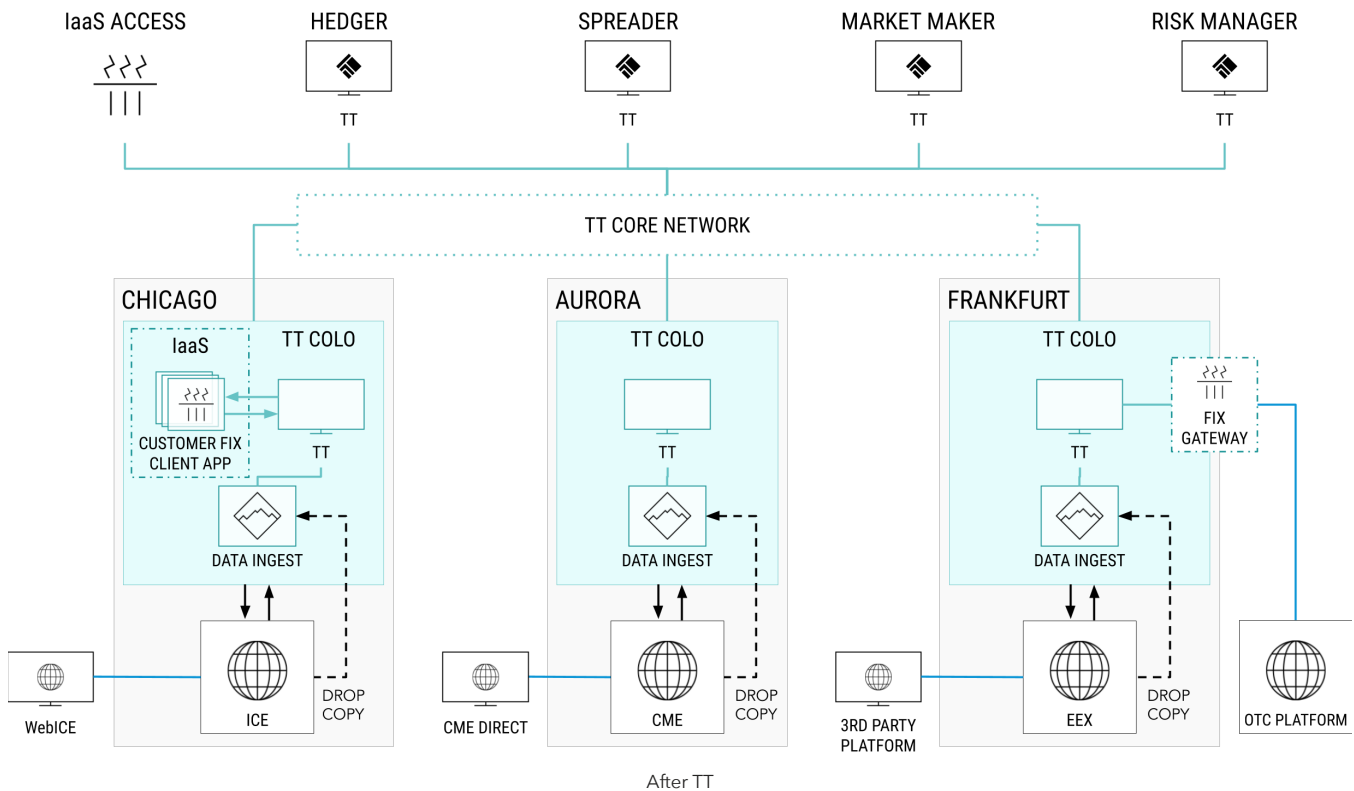 IaaS ACCESS
HEDGER
SPREADER
MARKET MAKER
RISK MANAGER
TT
TT
TT
TT
TT CORE NETWORK
CHICAGO
IaaS
TT COLO
CUSTOMER FIX
CLIENT APP
TT
DATA INGEST
ICE
DROP
COPY
WebICE
AURORA
TT COLO
TT
DATA INGEST
CME
DROP
COPY
CME DIRECT
FRANKFURT
TT COLO
FIX
GATEWAY
TT
DATA INGEST
EEX
DROP
COPY
3RD PARTY
PLATFORM
OTC PLATFORM
After TT